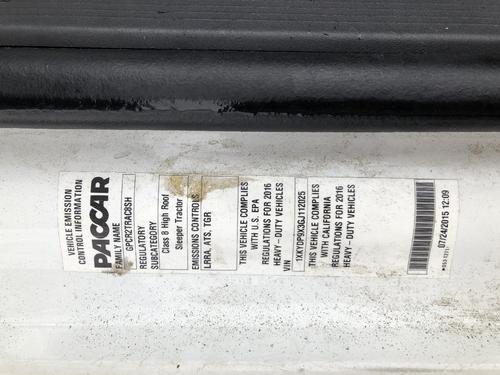 VEHICLE EMISSION
CONTROL INFORMATION
PACCAR
FAMILY NAME
GPCR2TRAC8SH
REGULATORY
SUBCATEGORY
Class 8 High Roof
Sleeper Tractor
EMISSIONS CONTROLS
LRRA, ATS, TGR
THIS VEHICLE COMPLIES
WITH U.S. EPA
REGULATIONS FOR 2016
HEAVY - DUTY VEHICLES
VIN
1XKYDP9X3GJ112025
THIS VEHICLE COMPLIES
WITH CALIFORNIA
REGULATIONS FOR 2016
HEAVY - DUTY VEHICLES
07/24/2015 12:09